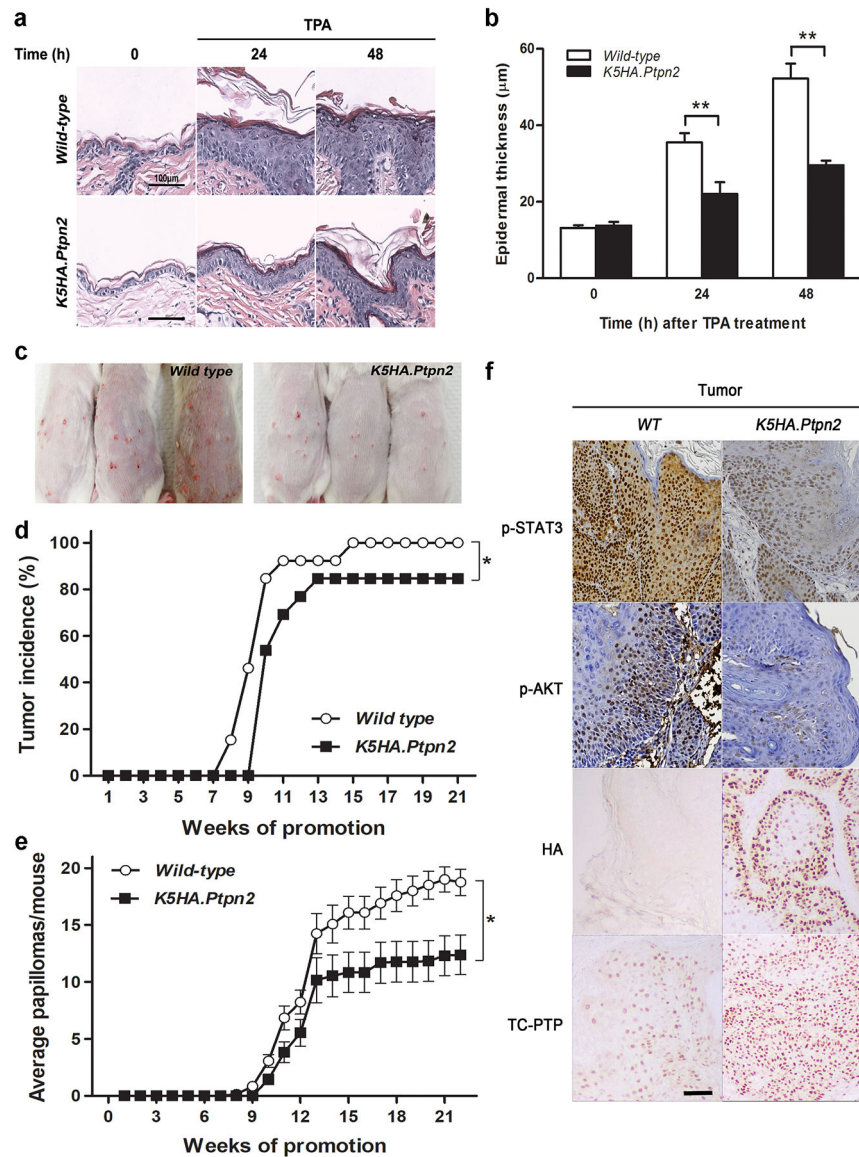 a
TPA
Time (h) 0 24 48
Wild-type
100µm
K5HA.Ptpn2
b
Epidermal thickness (µm)
60
40
20
0
Wild-type
K5HA.Ptpn2
**
**
0 24 48
Time (h) after TPA treatment
c
Wild type
K5HA.Ptpn2
d
Tumor incidence (%)
100
80
60
40
20
0
Wild type
K5HA.Ptpn2
*
1 3 5 7 9 11 13 15 17 19 21
Weeks of promotion
e
Average papillomas/mouse
20
15
10
5
0
Wild-type
K5HA.Ptpn2
*
0 3 6 9 12 15 18 21
Weeks of promotion
f
Tumor
WT K5HA.Ptpn2
p-STAT3
p-AKT
HA
TC-PTP